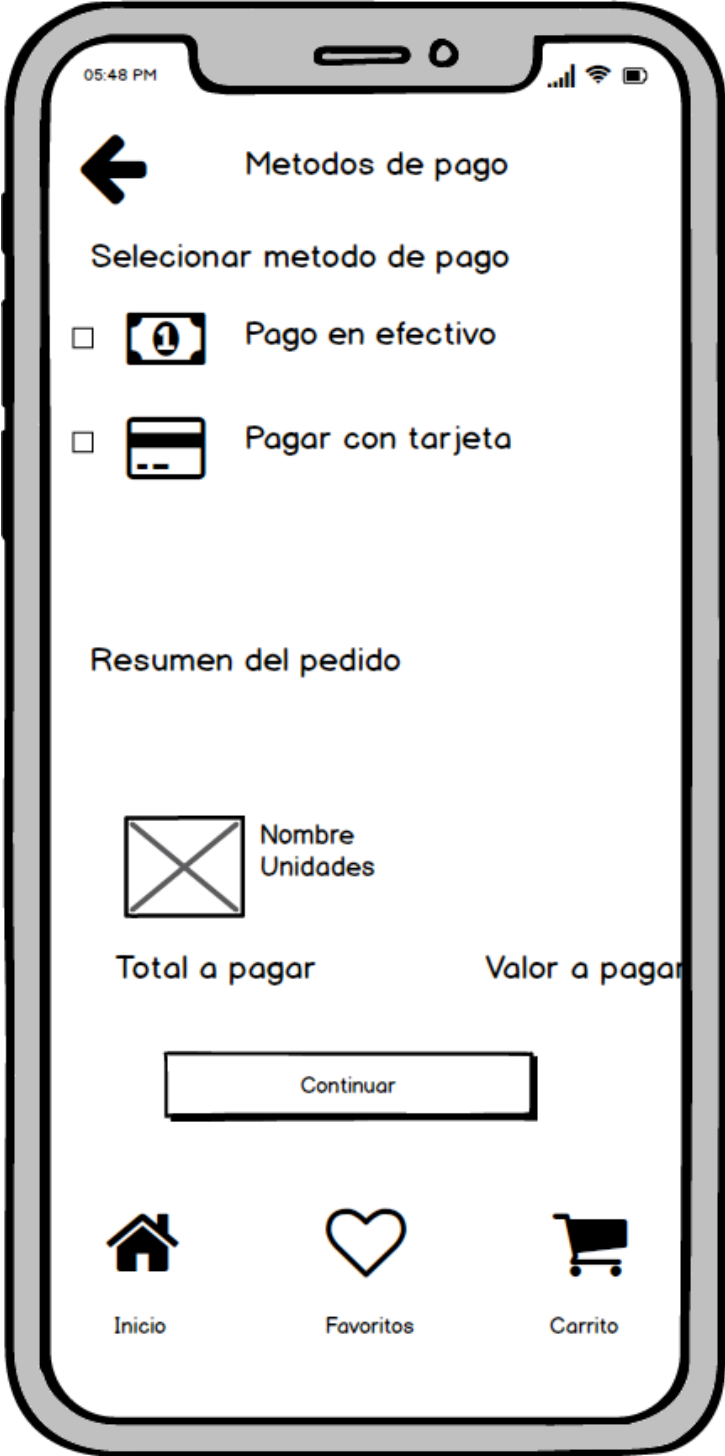 05:48 PM
Metodos de pago
Selecionar metodo de pago
1
Pago en efectivo
Pagar con tarjeta
Resumen del pedido
Nombre
Unidades
Total a pagar
Valor a pagar
Continuar
Inicio
Favoritos
Carrito